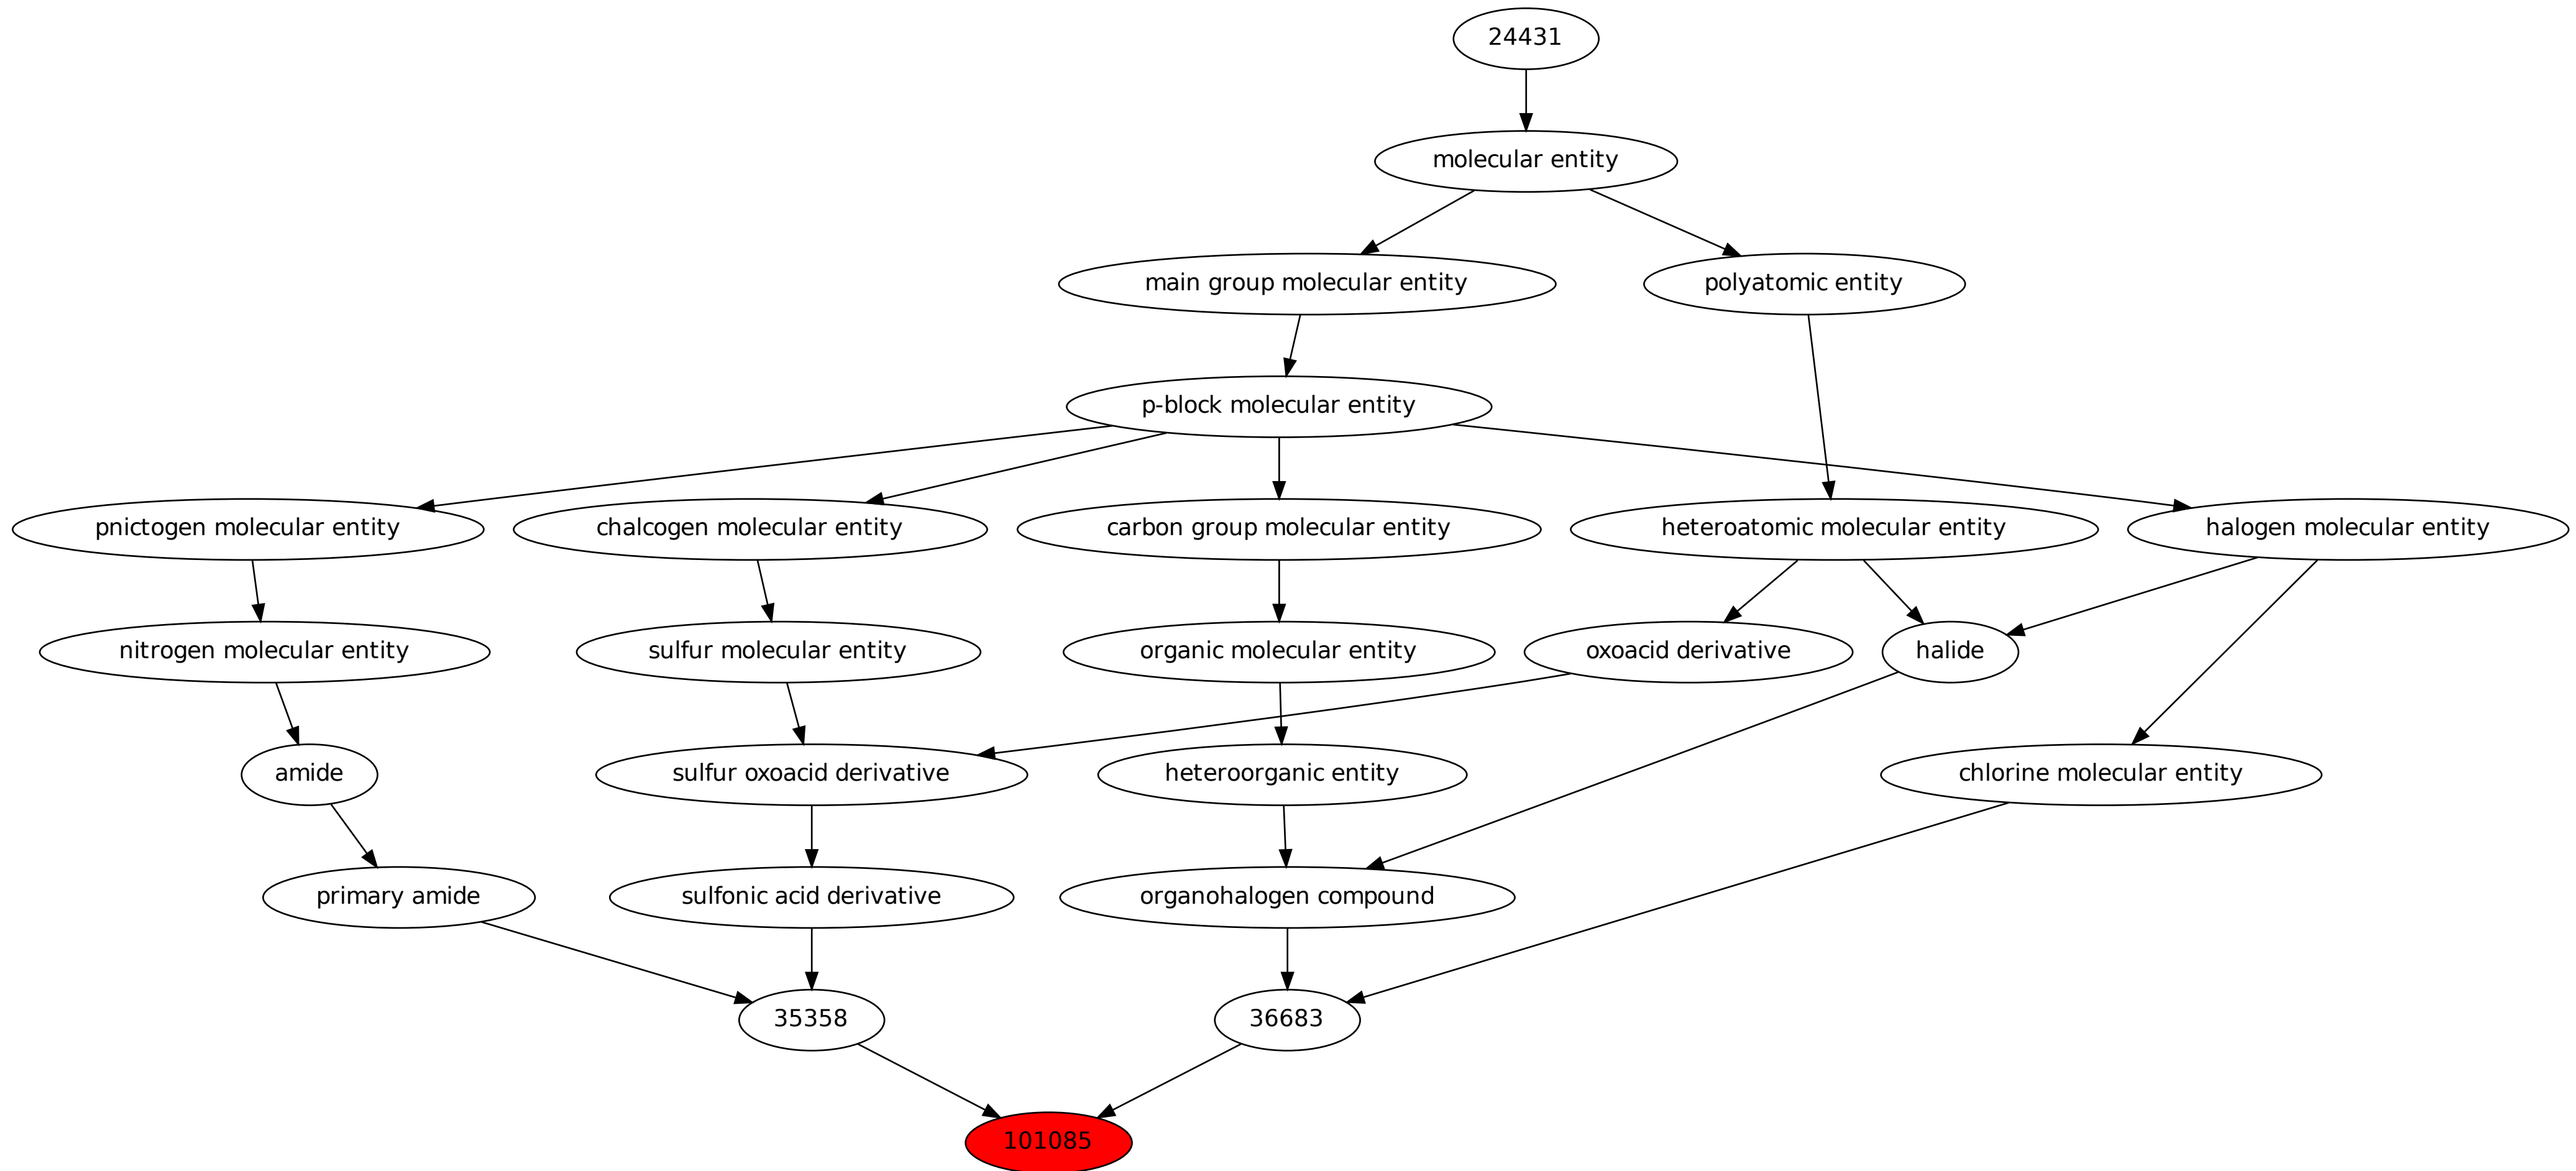 24431
molecular entity
main group molecular entity
polyatomic entity
p-block molecular entity
pnictogen molecular entity
chalcogen molecular entity
carbon group molecular entity
heteroatomic molecular entity
halogen molecular entity
nitrogen molecular entity
sulfur molecular entity
organic molecular entity
oxoacid derivative
halide
amide
sulfur oxoacid derivative
heteroorganic entity
chlorine molecular entity
primary amide
sulfonic acid derivative
organohalogen compound
35358
36683
101085